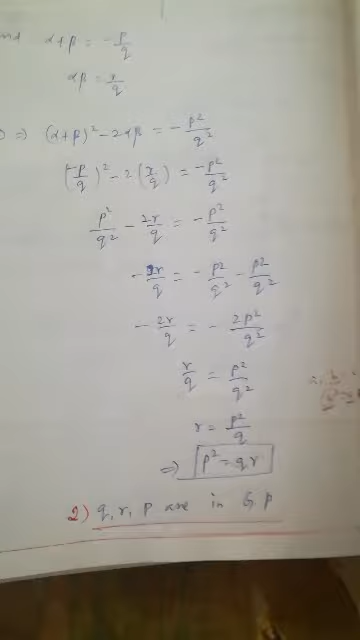 α+β = -p/q
αβ = r/q
⇒ (α+β)² - 2αβ = -p²/q²
(-p/q)² - 2(r/q) = -p²/q²
p²/q² - 2r/q = -p²/q²
-2r/q = -p²/q² - p²/q²
-2r/q = - 2p²/q²
r/q = p²/q²
r = p²/q
⇒ p² = qr
2) q, r, p are in G.P